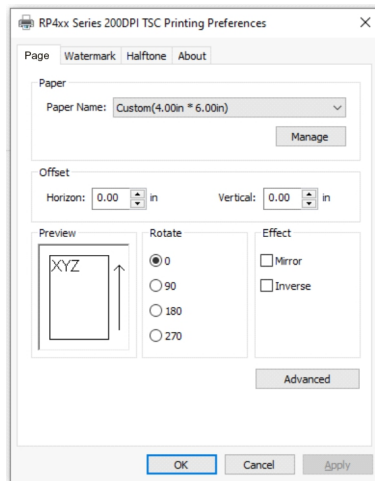 RP4xx Series 200DPI TSC Printing Preferences
Page Watermark Halftone About
Paper
Paper Name: Custom(4.00in * 6.00in)
Manage
Offset
Horizon: 0.00 in Vertical: 0.00 in
Preview Rotate Effect
XYZ 0 Mirror
90 Inverse
180
270
Advanced
OK Cancel Apply